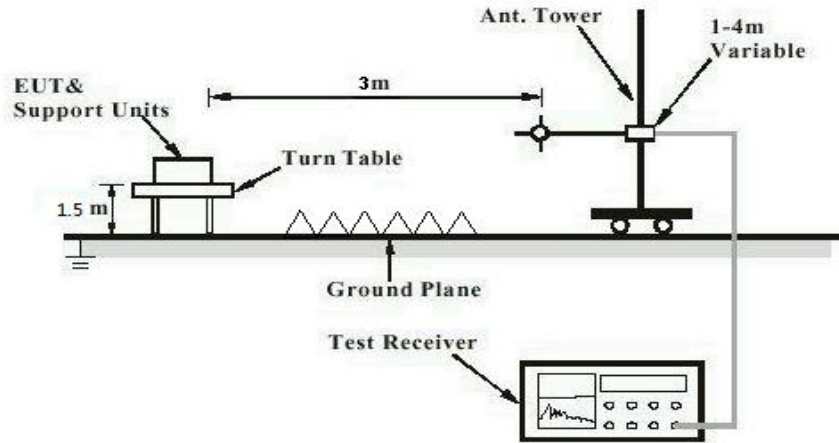 Ant. Tower
1-4m
Variable
3m
EUT&
Support Units
Turn Table
1.5 m
Ground Plane
Test Receiver